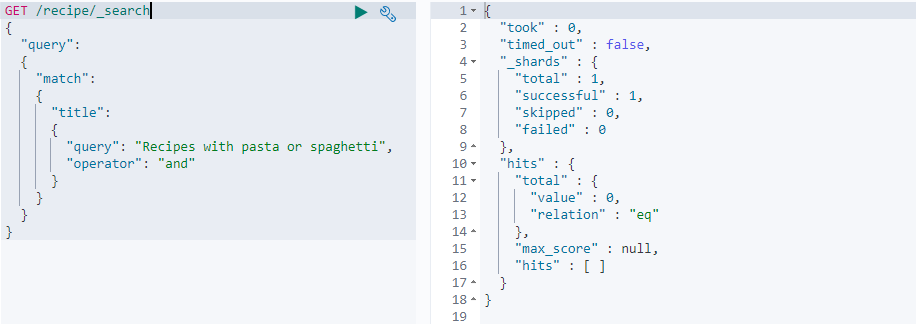 GET /recipe/_search
{
"query":
{
"match":
{
"title":
{
"query": "Recipes with pasta or spaghetti",
"operator": "and"
}
}
}
}
1 {
2 "took" : 0,
3 "timed_out" : false,
4 "_shards" : {
5 "total" : 1,
6 "successful" : 1,
7 "skipped" : 0,
8 "failed" : 0
9 },
10 "hits" : {
11 "total" : {
12 "value" : 0,
13 "relation" : "eq"
14 },
15 "max_score" : null,
16 "hits" : [ ]
17 }
18 }
19